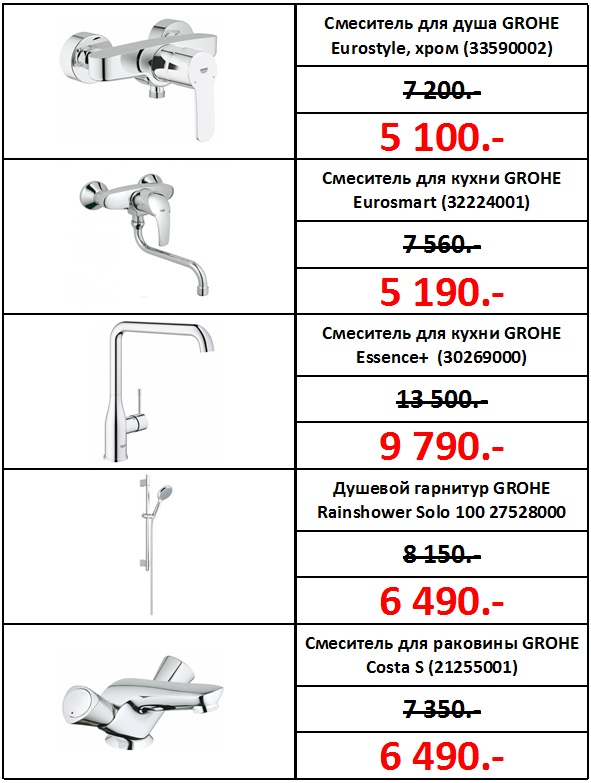 Смеситель для душа GROHE
Eurostyle, хром (33590002)
7 200.-
5 100.-
Смеситель для кухни GROHE
Eurosmart (32224001)
7 560.-
5 190.-
Смеситель для кухни GROHE
Essence+ (30269000)
13 500.-
9 790.-
Душевой гарнитур GROHE
Rainshower Solo 100 27528000
8 150.-
6 490.-
Смеситель для раковины GROHE
Costa S (21255001)
7 350.-
6 490.-